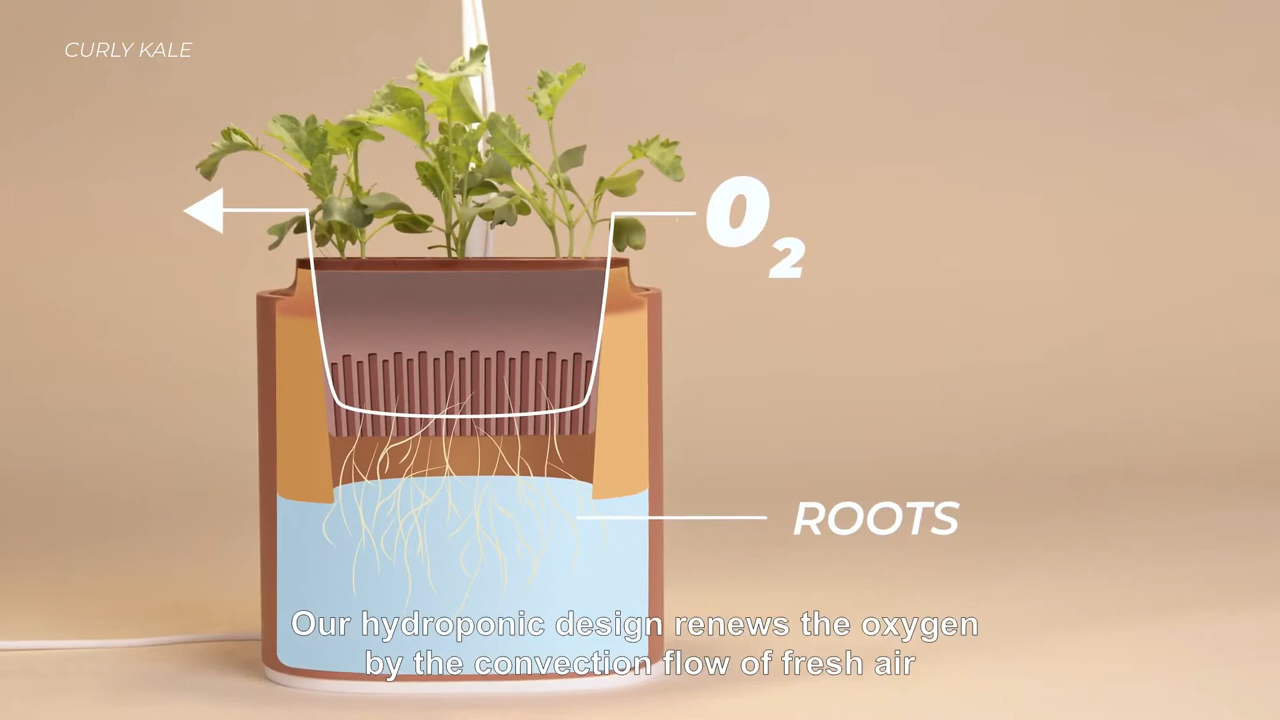 CURLY KALE
O2
ROOTS
Our hydroponic design renews the oxygen
by the convection flow of fresh air